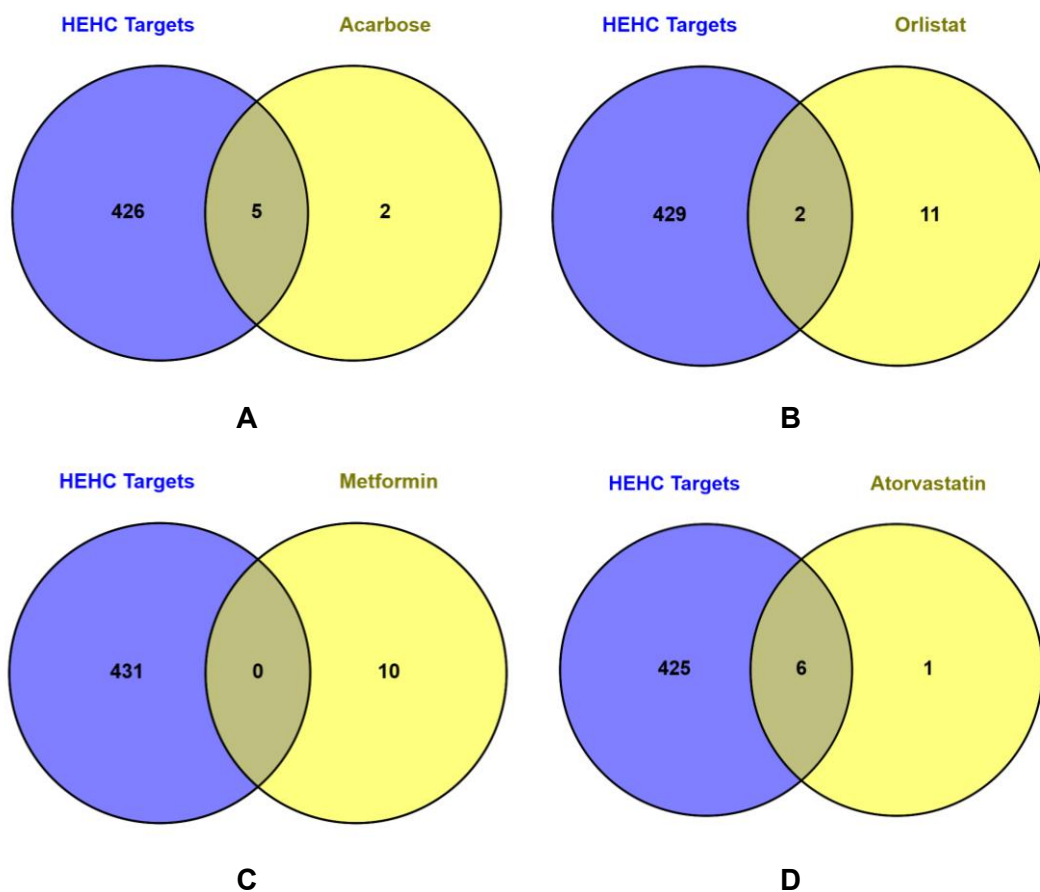 HEHC Targets Acarbose
426 5 2
A
HEHC Targets Orlistat
429 2 11
B
HEHC Targets Metformin
431 0 10
C
HEHC Targets Atorvastatin
425 6 1
D